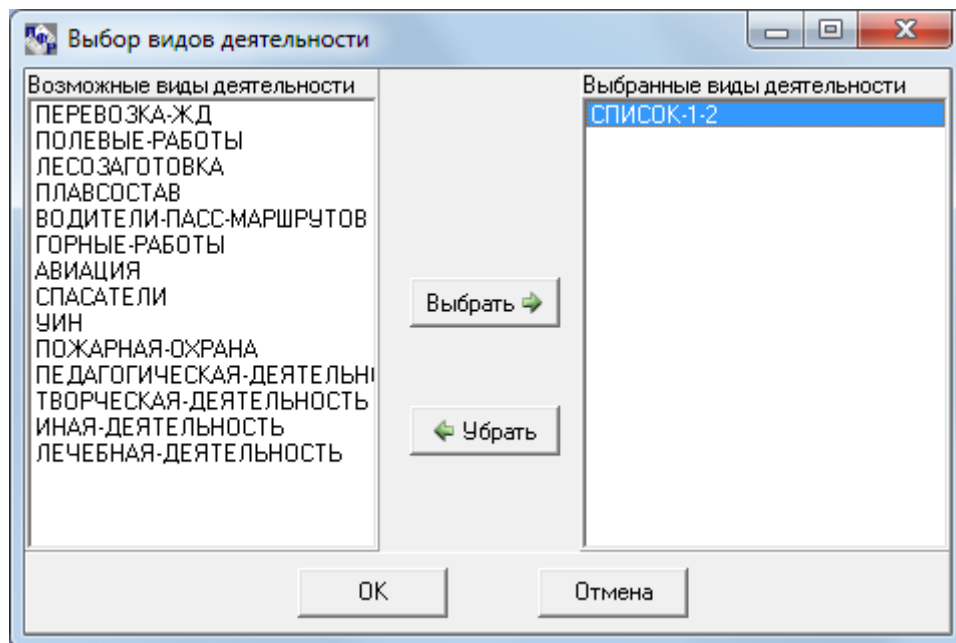 Выбор видов деятельности
Возможные виды деятельности
ПЕРЕВОЗКА-ЖД
ПОЛЕВЫЕ-РАБОТЫ
ЛЕСОЗАГОТОВКА
ПЛАВСОСТАВ
ВОДИТЕЛИ-ПАСС-МАРШРУТОВ
ГОРНЫЕ-РАБОТЫ
АВИАЦИЯ
СПАСАТЕЛИ
УИН
ПОЖАРНАЯ-ОХРАНА
ПЕДАГОГИЧЕСКАЯ-ДЕЯТЕЛЬН
ТВОРЧЕСКАЯ-ДЕЯТЕЛЬНОСТЬ
ИНАЯ-ДЕЯТЕЛЬНОСТЬ
ЛЕЧЕБНАЯ-ДЕЯТЕЛЬНОСТЬ
Выбрать
Убрать
Выбранные виды деятельности
СПИСОК-1-2
OK
Отмена